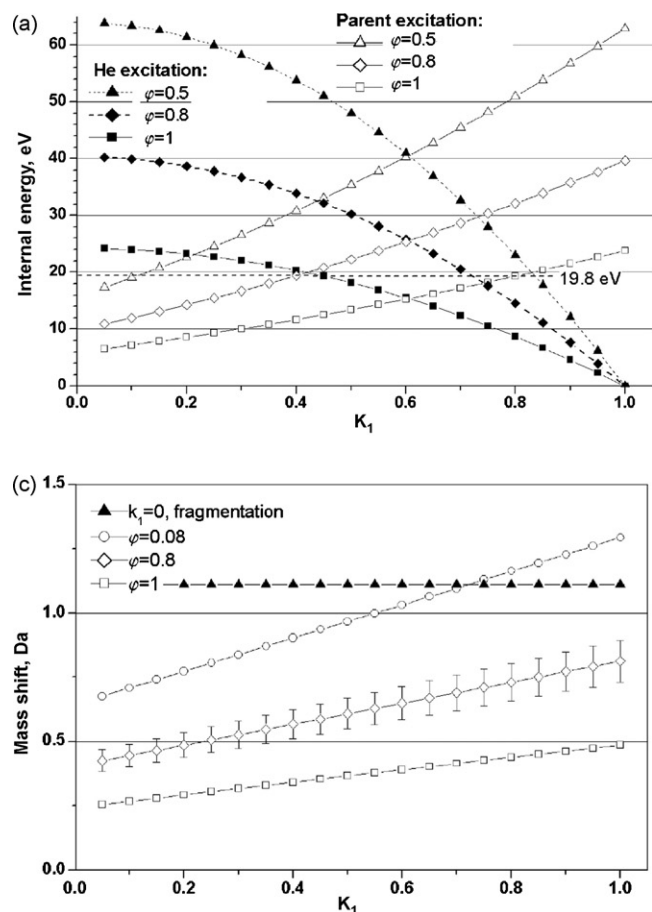 (a)
Internal energy, eV
60
50
40
30
20
10
0
He excitation:
φ=0.5
φ=0.8
φ=1
Parent excitation:
φ=0.5
φ=0.8
φ=1
19.8 eV
0.0 0.2 0.4 0.6 0.8 1.0
K₁
(c)
Mass shift, Da
1.5
1.0
0.5
0.0
k₁=0, fragmentation
φ=0.08
φ=0.8
φ=1
0.0 0.2 0.4 0.6 0.8 1.0
K₁